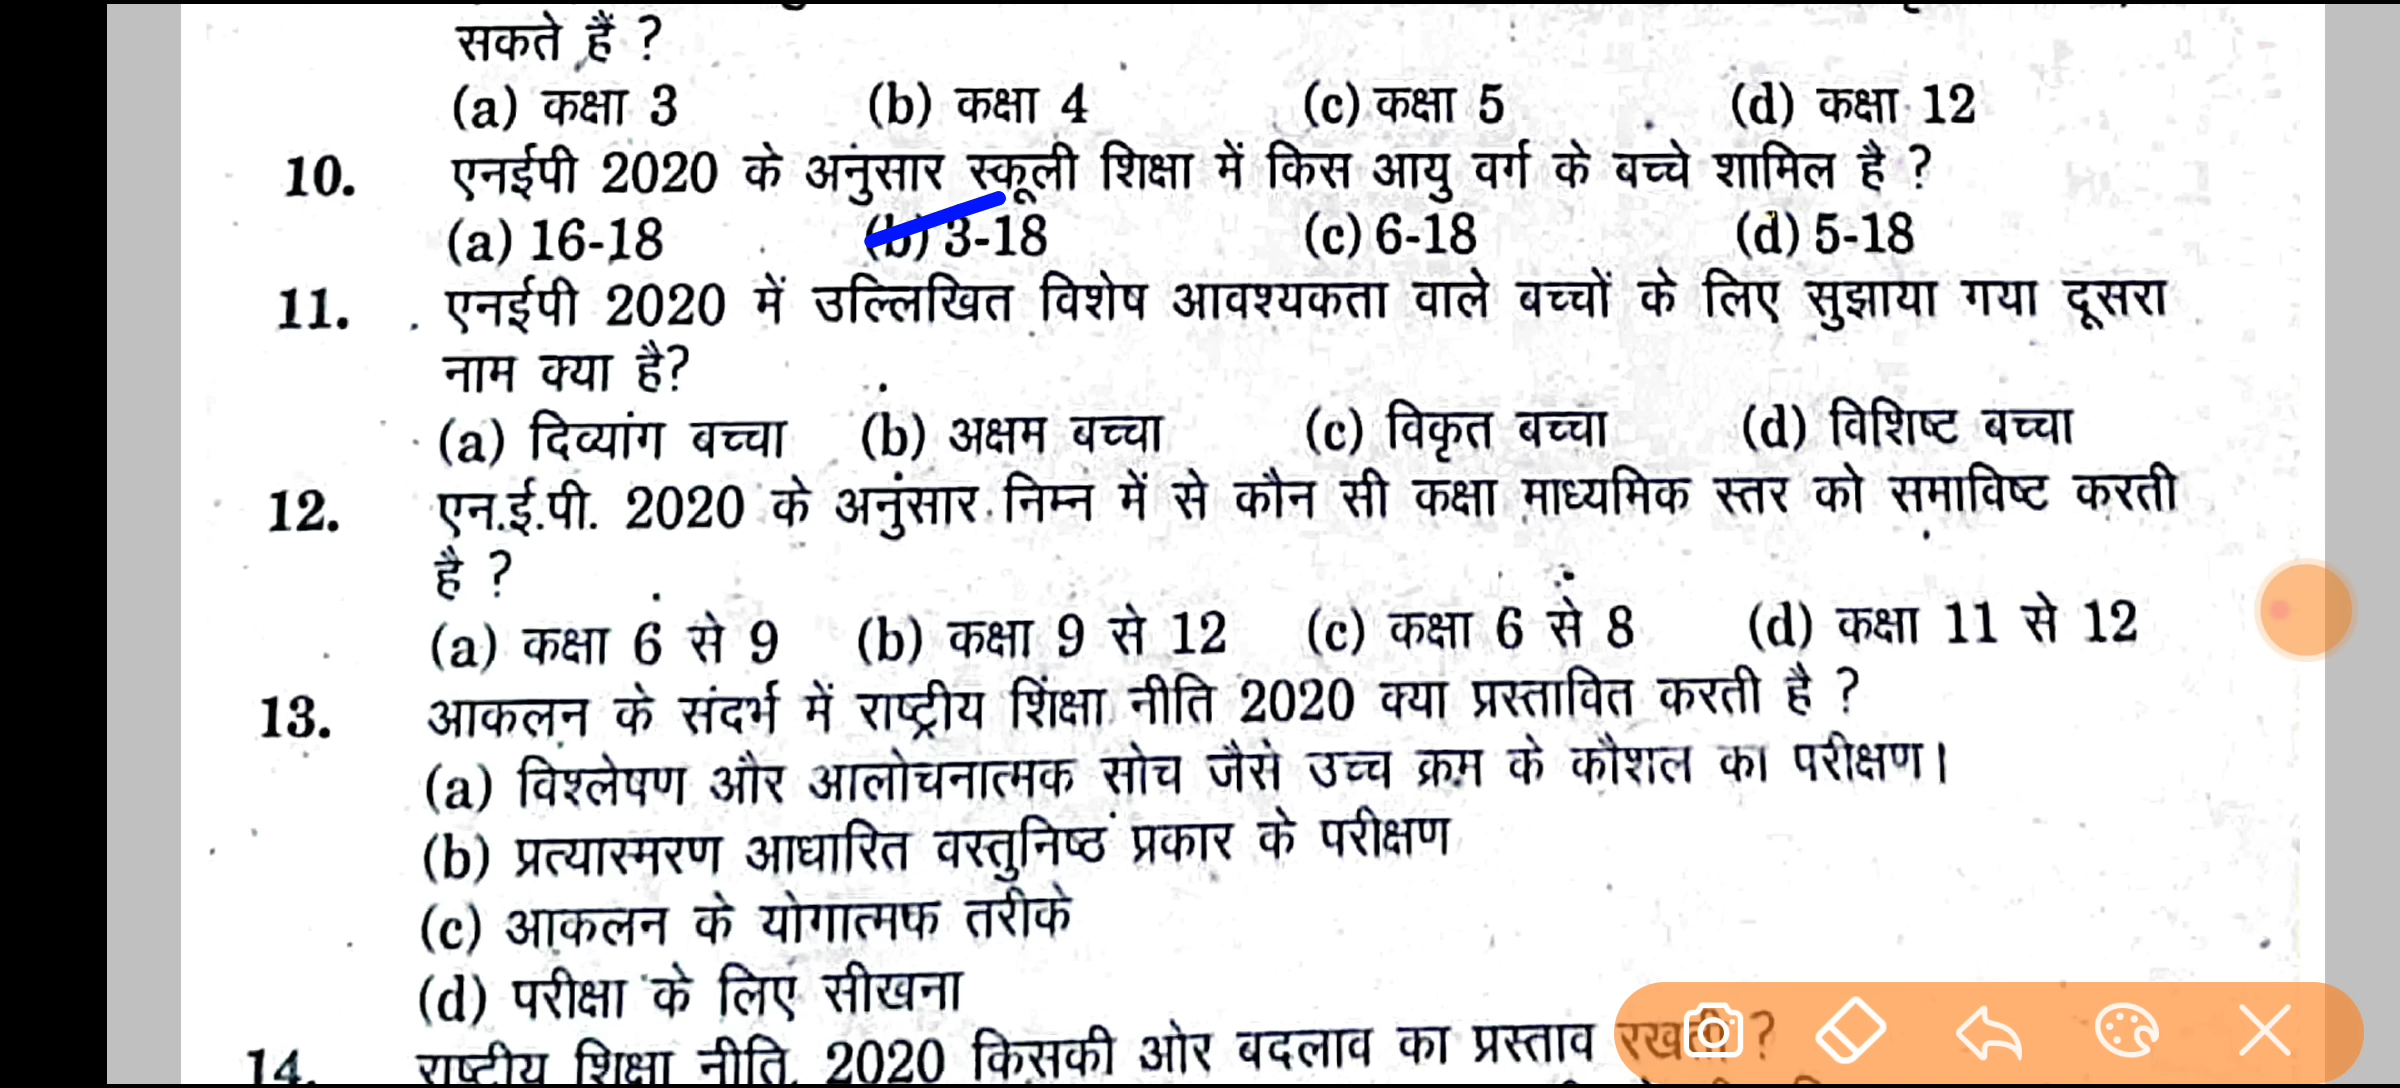 सकते हैं ?
(a) कक्षा 3 (b) कक्षा 4 (c) कक्षा 5 (d) कक्षा 12
10. एनईपी 2020 के अनुसार स्कूली शिक्षा में किस आयु वर्ग के बच्चे शामिल है ?
(a) 16-18 (b) 3-18 (c) 6-18 (d) 5-18
11. एनईपी 2020 में उल्लिखित विशेष आवश्यकता वाले बच्चों के लिए सुझाया गया दूसरा
नाम क्या है?
(a) दिव्यांग बच्चा (b) अक्षम बच्चा (c) विकृत बच्चा (d) विशिष्ट बच्चा
12. एन.ई.पी. 2020 के अनुसार निम्न में से कौन सी कक्षा माध्यमिक स्तर को समाविष्ट करती
है ?
(a) कक्षा 6 से 9 (b) कक्षा 9 से 12 (c) कक्षा 6 से 8 (d) कक्षा 11 से 12
13. आकलन के संदर्भ में राष्ट्रीय शिक्षा नीति 2020 क्या प्रस्तावित करती है ?
(a) विश्लेषण और आलोचनात्मक सोच जैसे उच्च क्रम के कौशल का परीक्षण।
(b) प्रत्यास्मरण आधारित वस्तुनिष्ठ प्रकार के परीक्षण
(c) आकलन के योगात्मक तरीके
(d) परीक्षा के लिए सीखना
14. राष्ट्रीय शिक्षा नीति 2020 किसकी ओर बदलाव का प्रस्ताव रखती ?